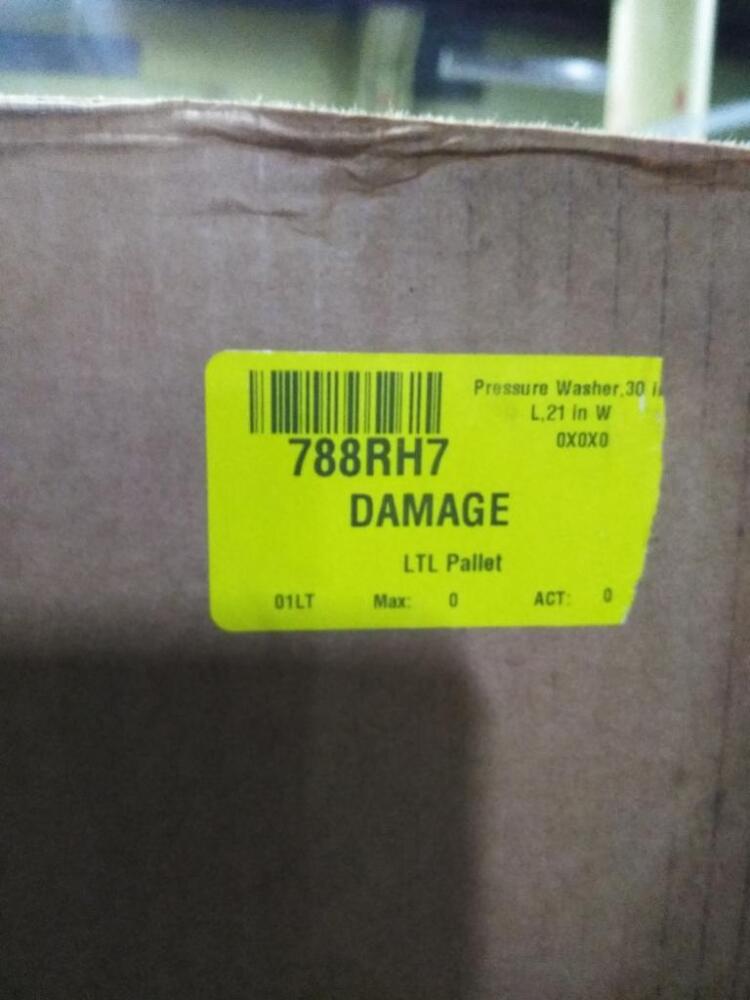 Pressure Washer,30 i
L,21 in W
0X0X0
788RH7
DAMAGE
LTL Pallet
01LT Max: 0 ACT: 0